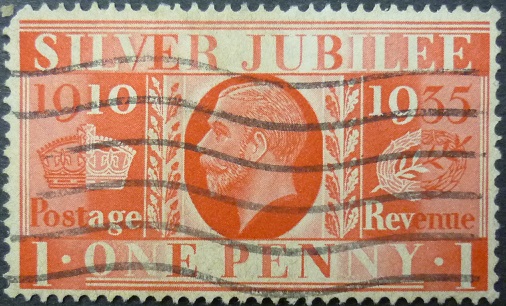 SILVER JUBILEE
1910 1935
Postage Revenue
1 · ONE PENNY · 1